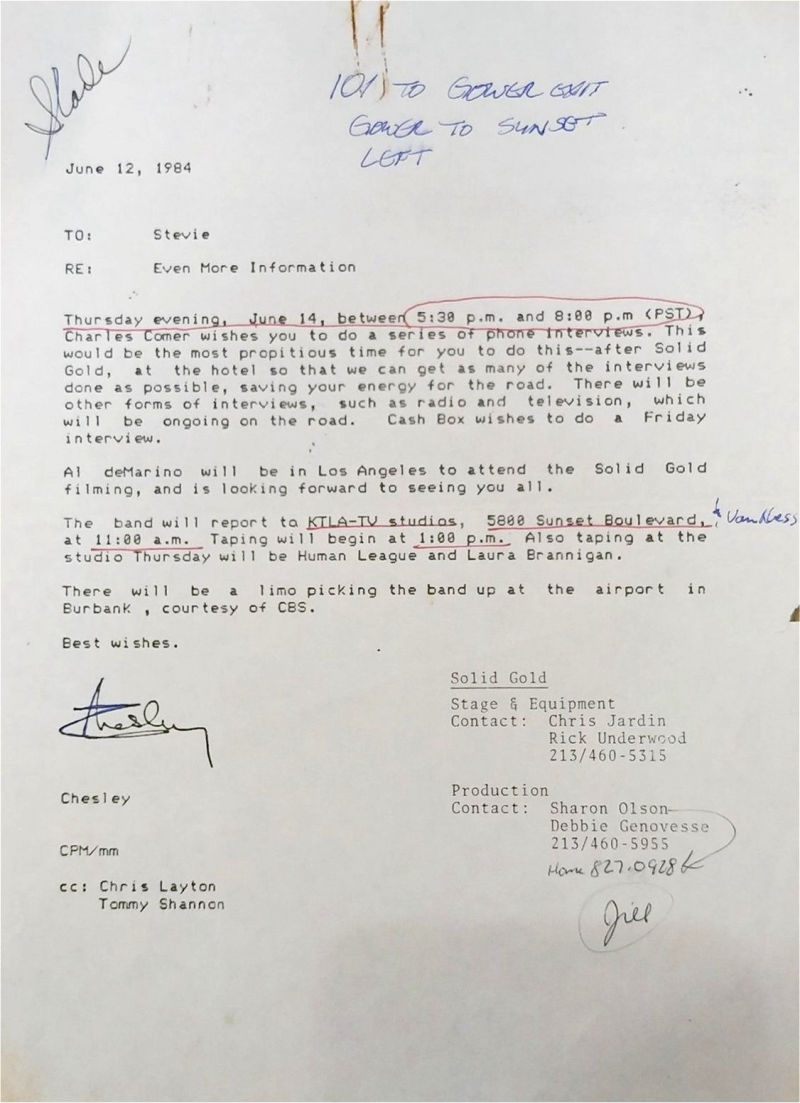 Slade
101 TO GOWER EXIT
GOWER TO SUNSET
LEFT
June 12, 1984
TO: Stevie
RE: Even More Information
Thursday evening, June 14, between 5:30 p.m. and 8:00 p.m (PST),
Charles Comer wishes you to do a series of phone interviews. This
would be the most propitious time for you to do this--after Solid
Gold, at the hotel so that we can get as many of the interviews
done as possible, saving your energy for the road. There will be
other forms of interviews, such as radio and television, which
will be ongoing on the road. Cash Box wishes to do a Friday
interview.
Al deMarino will be in Los Angeles to attend the Solid Gold
filming, and is looking forward to seeing you all.
The band will report to KTLA-TV studios, 5800 Sunset Boulevard, & Van Ness
at 11:00 a.m. Taping will begin at 1:00 p.m. Also taping at the
studio Thursday will be Human League and Laura Brannigan.
There will be a limo picking the band up at the airport in
Burbank , courtesy of CBS.
Best wishes.
Chesley
Chesley
CPM/mm
cc: Chris Layton
Tommy Shannon
Solid Gold
Stage & Equipment
Contact: Chris Jardin
Rick Underwood
213/460-5315
Production
Contact: Sharon Olson
Debbie Genovesse
213/460-5955
Home 827-0928
Jill